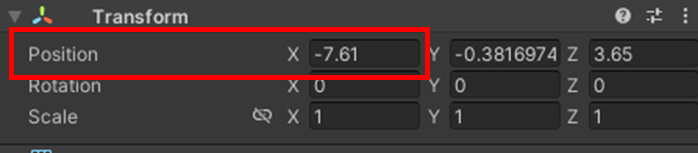 Transform
Position X -7.61 Y -0.3816974 Z 3.65
Rotation X 0 Y 0 Z 0
Scale X 1 Y 1 Z 1